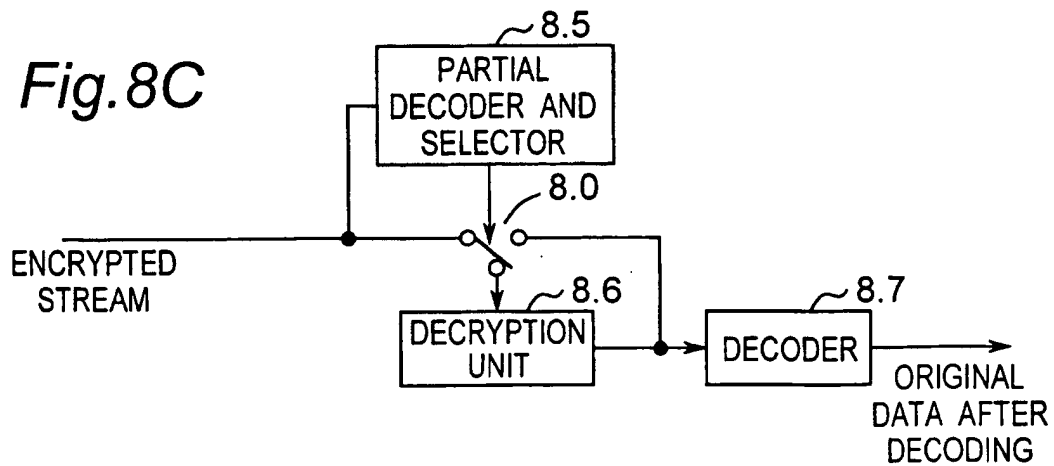 Fig.8C
8.5
PARTIAL
DECODER AND
SELECTOR
8.0
ENCRYPTED
STREAM
8.6
DECRYPTION
UNIT
8.7
DECODER
ORIGINAL
DATA AFTER
DECODING